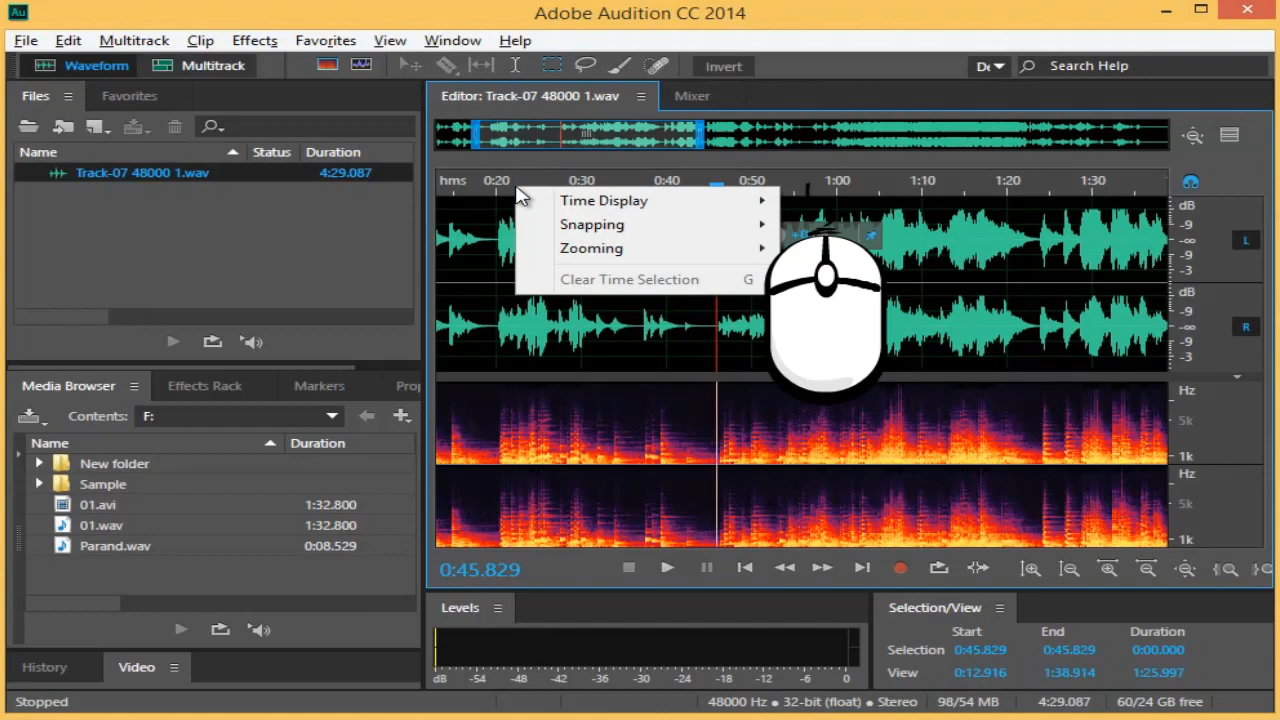 Au
Adobe Audition CC 2014
File Edit Multitrack Clip Effects Favorites View Window Help
Waveform Multitrack Invert De Search Help
Files Favorites
Editor: Track-07 48000 1.wav Mixer
Name Status Duration
Track-07 48000 1.wav 4:29.087
hms 0:20 0:30 0:40 0:50 1:00 1:10 1:20 1:30
Time Display
Snapping
Zooming
Clear Time Selection G
dB
-9
-∞
-9
-3
L
dB
-9
-∞
-9
-3
R
Hz
5k
1k
Hz
5k
1k
Media Browser Effects Rack Markers Prop
Contents: F:
Name Duration
New folder
Sample
01.avi 1:32.800
01.wav 1:32.800
Parand.wav 0:08.529
0:45.829
Levels
dB -54 -48 -42 -36 -30 -24 -18 -12 -6 0
Selection/View
Start End Duration
Selection 0:45.829 0:45.829 0:00.000
View 0:12.916 1:38.914 1:25.997
History Video
Stopped
48000 Hz ● 32-bit (float) ● Stereo 98/54 MB 4:29.087 60/24 GB free